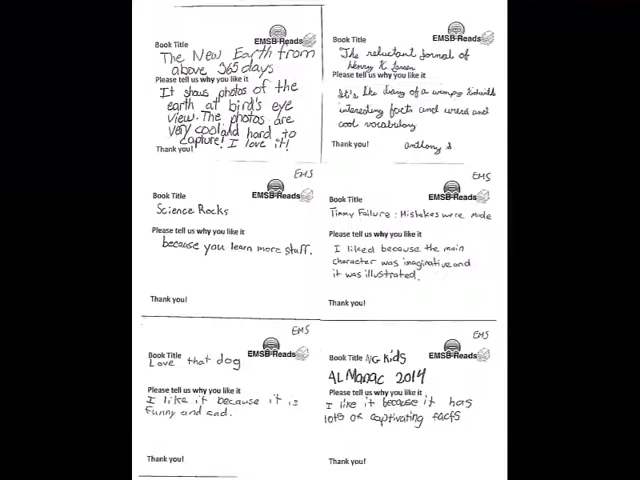 EMSB Reads
Book Title
The New Earth from
above 365 days
Please tell us why you like it
It shows photos of the
earth at bird's eye
view. The photos are
very cool and hard to
capture! I love it!
Thank you!
EMSB Reads
Book Title
The reluctant Jornal of
Henry K. Larsen
Please tell us why you like it
It's like Diary of a wimpy kid with
interesting facts and weird and
cool vocabulary
Thank you!
anthony S
EMS
EMSB Reads
Book Title
Science Rocks
Please tell us why you like it
because you learn more stuff.
Thank you!
EMS
EMSB Reads
Book Title
Timmy Failure: Mistakes were made
Please tell us why you like it
I liked because the main
character was imaginative and
it was illustrated.
Thank you!
EMS
EMSB Reads
Book Title
Love that dog
Please tell us why you like it
I like it because it is
funny and
Thank you!
EMS
EMSB Reads
Book Title NG Kids
ALManac 2014
Please tell us why you like it
I like it because it has
lots of captivating facts
Thank you!